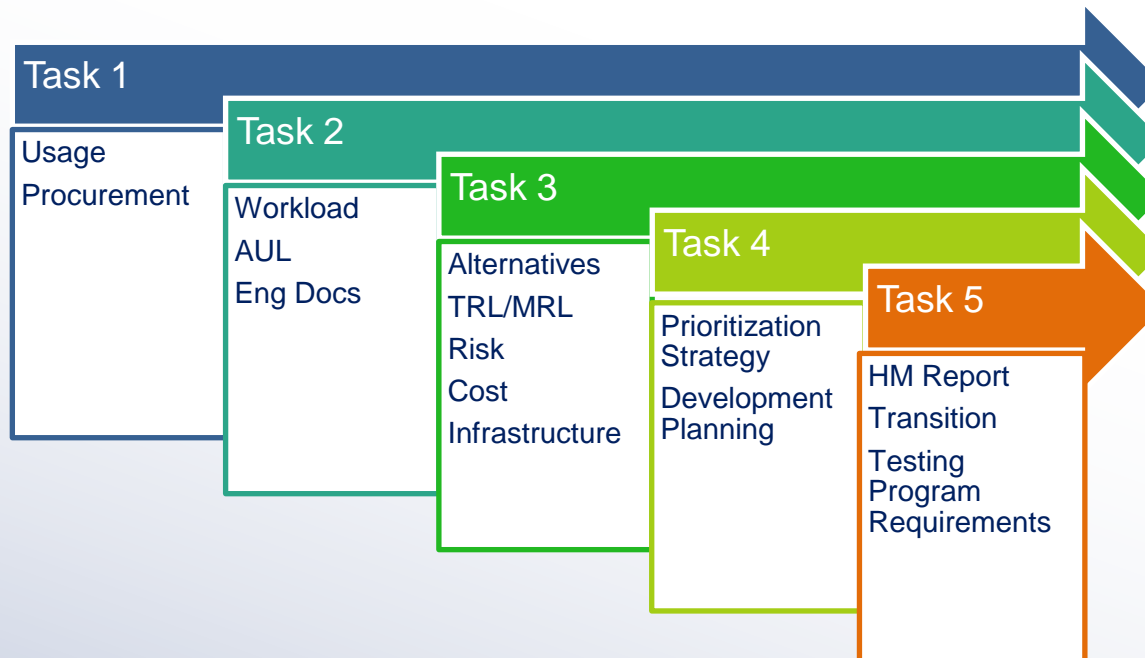 Task 1
Usage
Procurement
Task 2
Workload
AUL
Eng Docs
Task 3
Alternatives
TRL/MRL
Risk
Cost
Infrastructure
Task 4
Prioritization
Strategy
Development
Planning
Task 5
HM Report
Transition
Testing
Program
Requirements